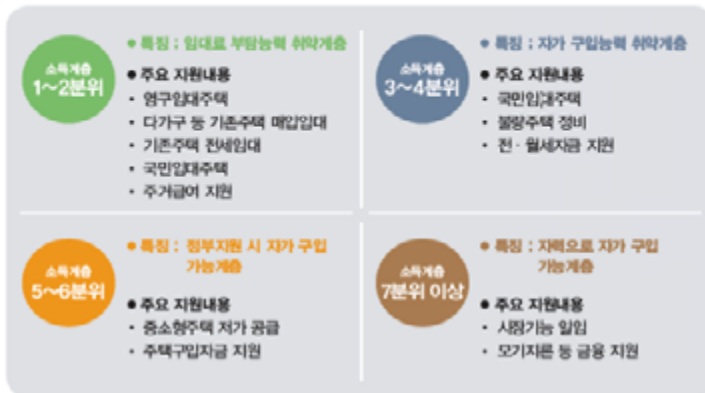 소득계층
1~2분위
● 특징 : 임대료 부담능력 취약계층
● 주요 지원내용
• 영구임대주택
• 다가구 등 기존주택 매입임대
• 기존주택 전세임대
• 국민임대주택
• 주거급여 지원
소득계층
3~4분위
● 특징 : 자가 구입능력 취약계층
● 주요 지원내용
• 국민임대주택
• 불량주택 정비
• 전 · 월세자금 지원
소득계층
5~6분위
● 특징 : 정부지원 시 자가 구입
가능계층
● 주요 지원내용
• 중소형주택 저가 공급
• 주택구입자금 지원
소득계층
7분위 이상
● 특징 : 자력으로 자가 구입
가능계층
● 주요 지원내용
• 시장기능 일임
• 모기지론 등 금융 지원